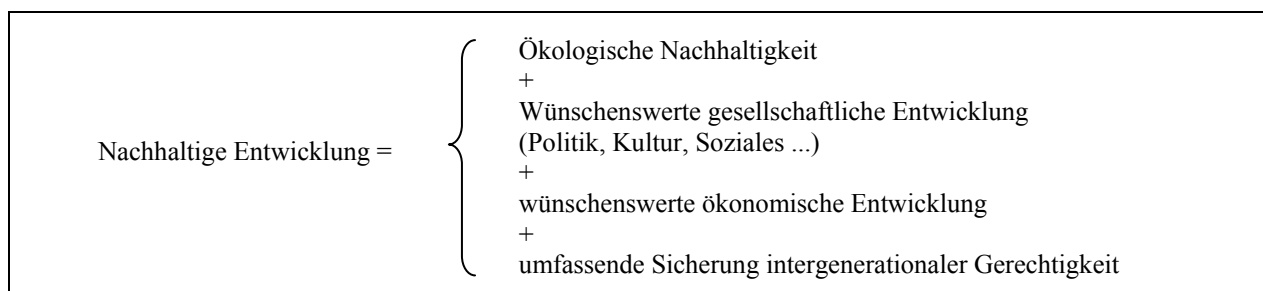 Ökologische Nachhaltigkeit
+
Wünschenswerte gesellschaftliche Entwicklung
(Politik, Kultur, Soziales ...)
Nachhaltige Entwicklung =
+
wünschenswerte ökonomische Entwicklung
+
umfassende Sicherung intergenerationaler Gerechtigkeit